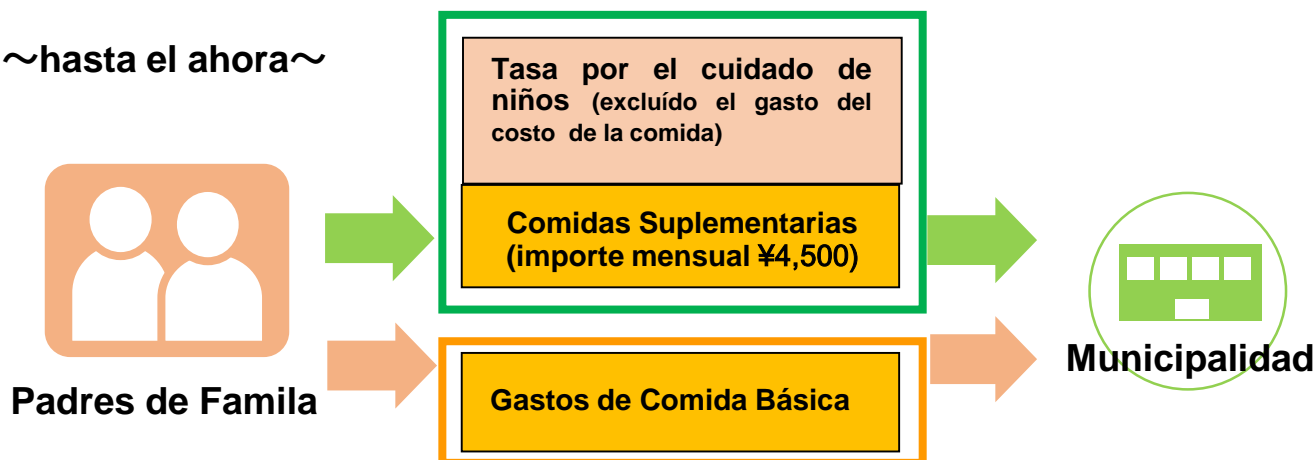 ～hasta el ahora～
Tasa por el cuidado de
niños (excluído el gasto del
costo de la comida)
Comidas Suplementarias
(importe mensual ¥4,500)
Padres de Famila
Gastos de Comida Básica
Municipalidad